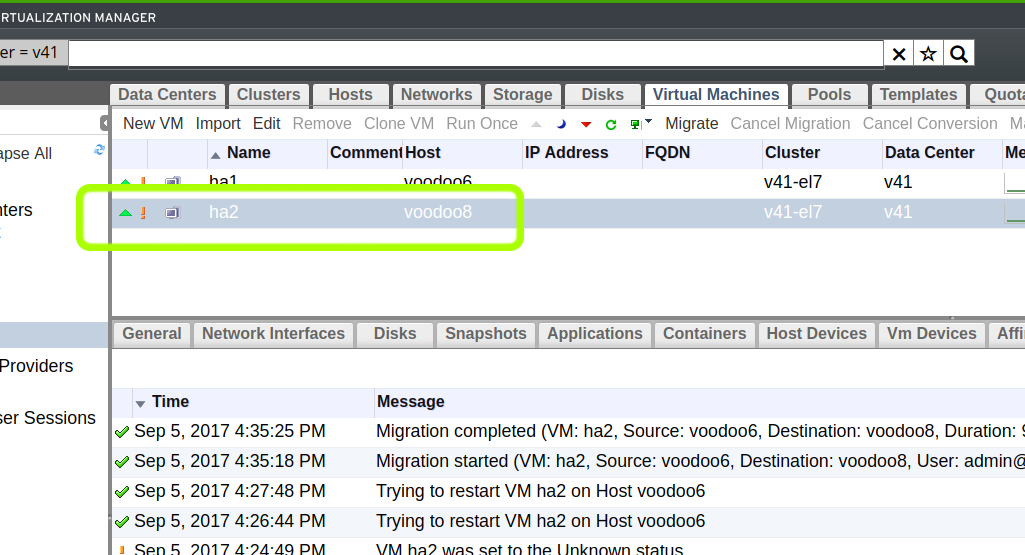 RTUALIZATION MANAGER
er = v41
Data Centers Clusters Hosts Networks Storage Disks Virtual Machines Pools Templates Quota
New VM Import Edit Remove Clone VM Run Once Migrate Cancel Migration Cancel Conversion Ma
apse All
Name Comment Host IP Address FQDN Cluster Data Center Me
ha1 voodoo6 v41-el7 v41
nters
ha2 voodoo8 v41-el7 v41
General Network Interfaces Disks Snapshots Applications Containers Host Devices Vm Devices Affi
Providers
Time Message
ser Sessions
Sep 5, 2017 4:35:25 PM Migration completed (VM: ha2, Source: voodoo6, Destination: voodoo8, Duration: 9
Sep 5, 2017 4:35:18 PM Migration started (VM: ha2, Source: voodoo6, Destination: voodoo8, User: admin@
Sep 5, 2017 4:27:48 PM Trying to restart VM ha2 on Host voodoo6
Sep 5, 2017 4:26:44 PM Trying to restart VM ha2 on Host voodoo6
Sep 5, 2017 4:24:49 PM VM ha2 was set to the Unknown status